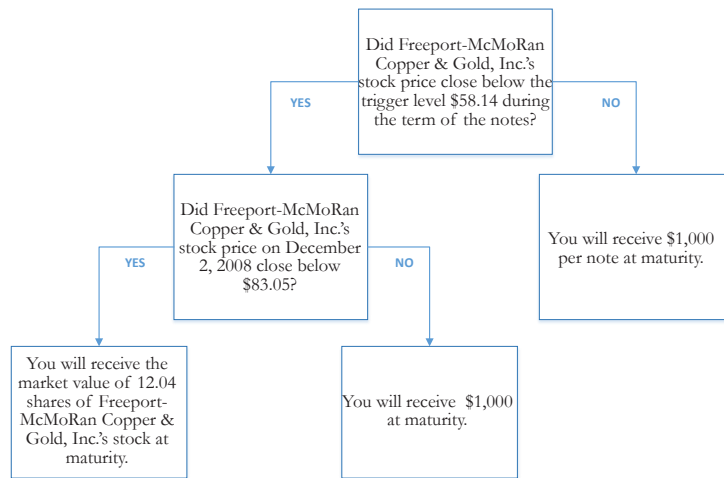 Did Freeport-McMoRan
Copper & Gold, Inc.'s
stock price close below the
trigger level $58.14 during
the term of the notes?
YES
NO
Did Freeport-McMoRan
Copper & Gold, Inc.'s
stock price on December
2, 2008 close below
$83.05?
You will receive $1,000
per note at maturity.
YES
NO
You will receive the
market value of 12.04
shares of Freeport-
McMoRan Copper &
Gold, Inc.'s stock at
maturity.
You will receive $1,000
at maturity.